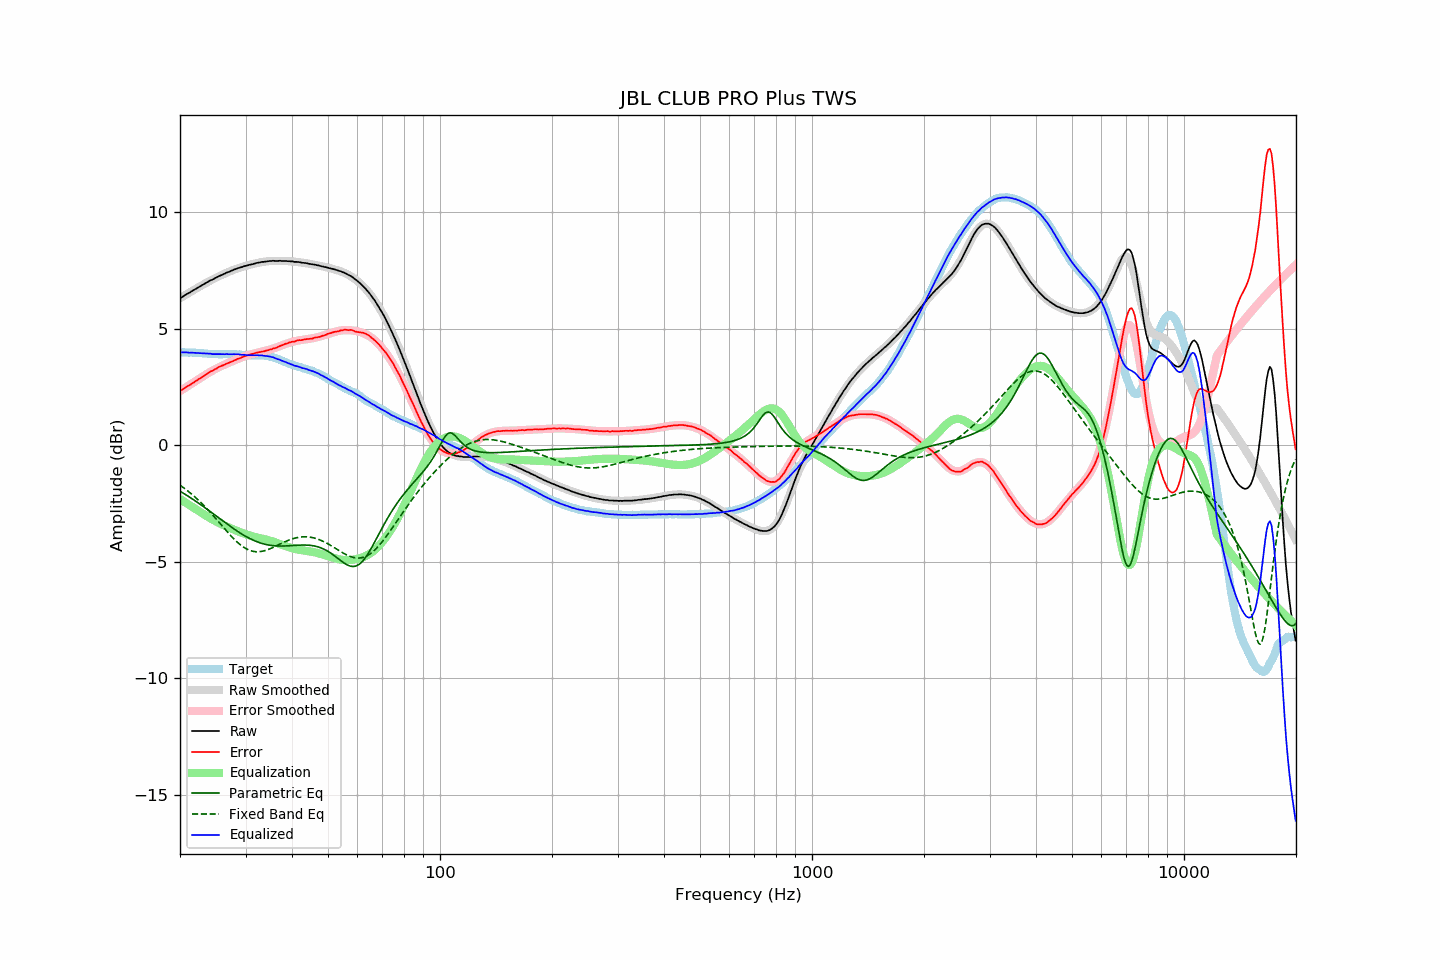 JBL CLUB PRO Plus TWS
Amplitude (dBr)
10
5
0
−5
−10
−15
Target
Raw Smoothed
Error Smoothed
Raw
Error
Equalization
Parametric Eq
Fixed Band Eq
Equalized
100
1000
10000
Frequency (Hz)